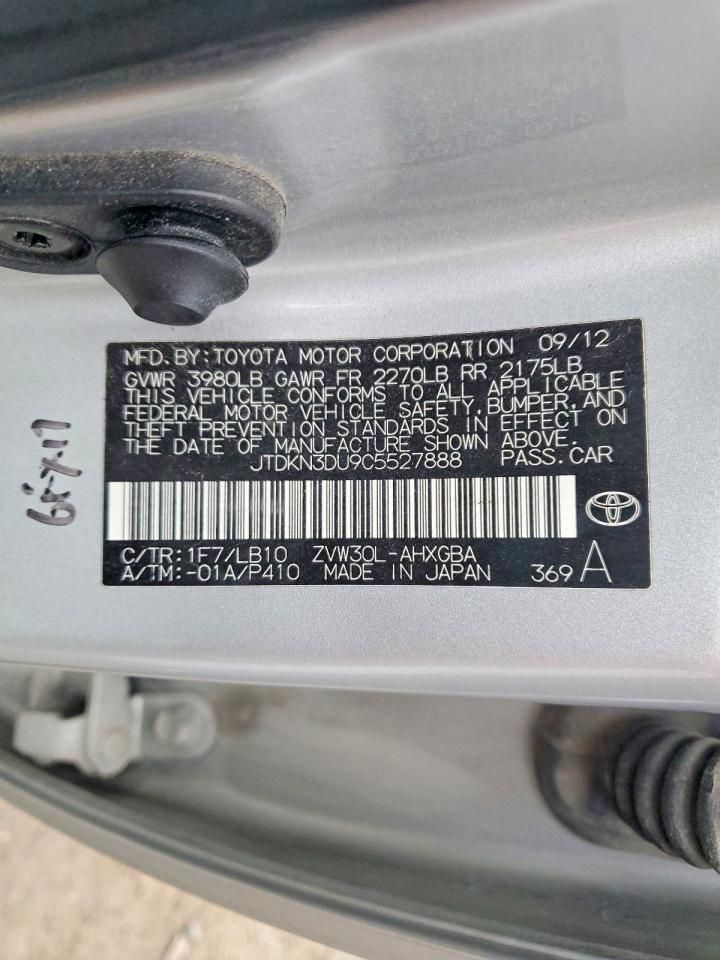 MFD.BY:TOYOTA MOTOR CORPORATION 09/12
GVWR 3980LB GAWR FR 2270LB RR 2175LB
THIS VEHICLE CONFORMS TO ALL APPLICABLE
FEDERAL MOTOR VEHICLE SAFETY,BUMPER,AND
THEFT PREVENTION STANDARDS IN EFFECT ON
THE DATE OF MANUFACTURE SHOWN ABOVE.
JTDKN3DU9C5527888 PASS.CAR
C/TR:1F7/LB10 ZVW30L-AHXGBA
A/TM:-01A/P410 MADE IN JAPAN 369 A